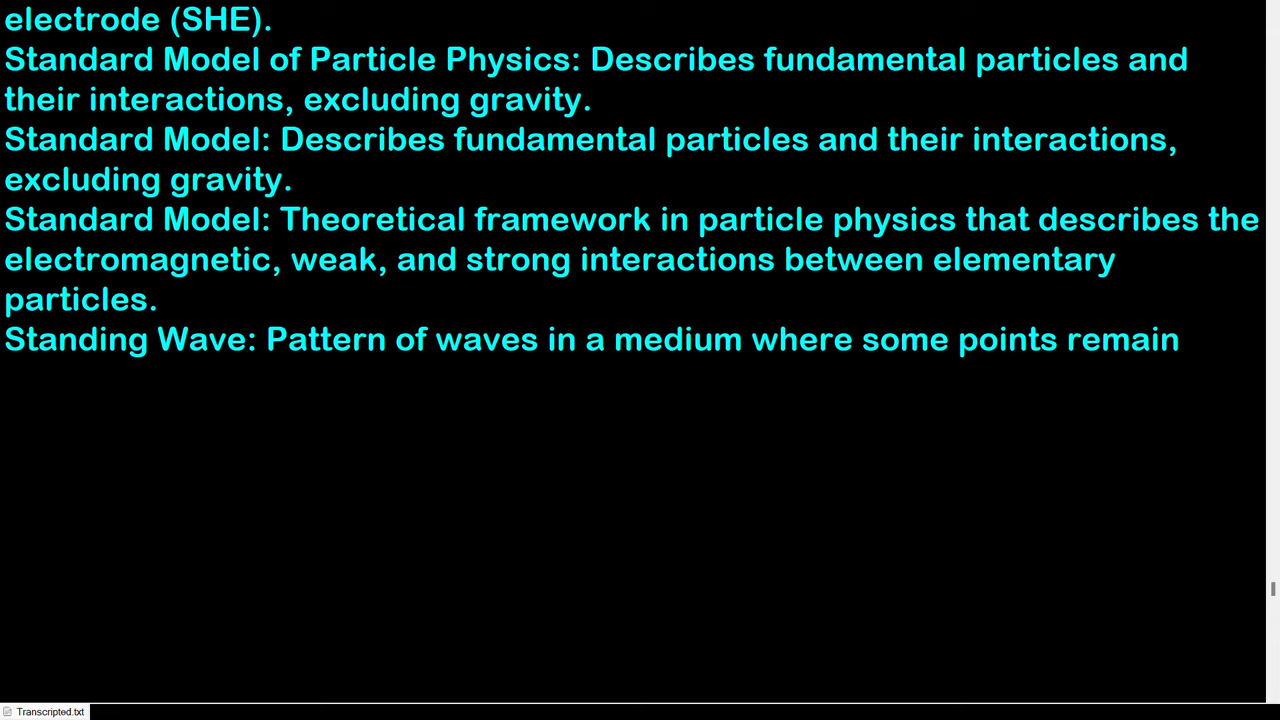 electrode (SHE).
Standard Model of Particle Physics: Describes fundamental particles and
their interactions, excluding gravity.
Standard Model: Describes fundamental particles and their interactions,
excluding gravity.
Standard Model: Theoretical framework in particle physics that describes the
electromagnetic, weak, and strong interactions between elementary
particles.
Standing Wave: Pattern of waves in a medium where some points remain
Transcripted.txt